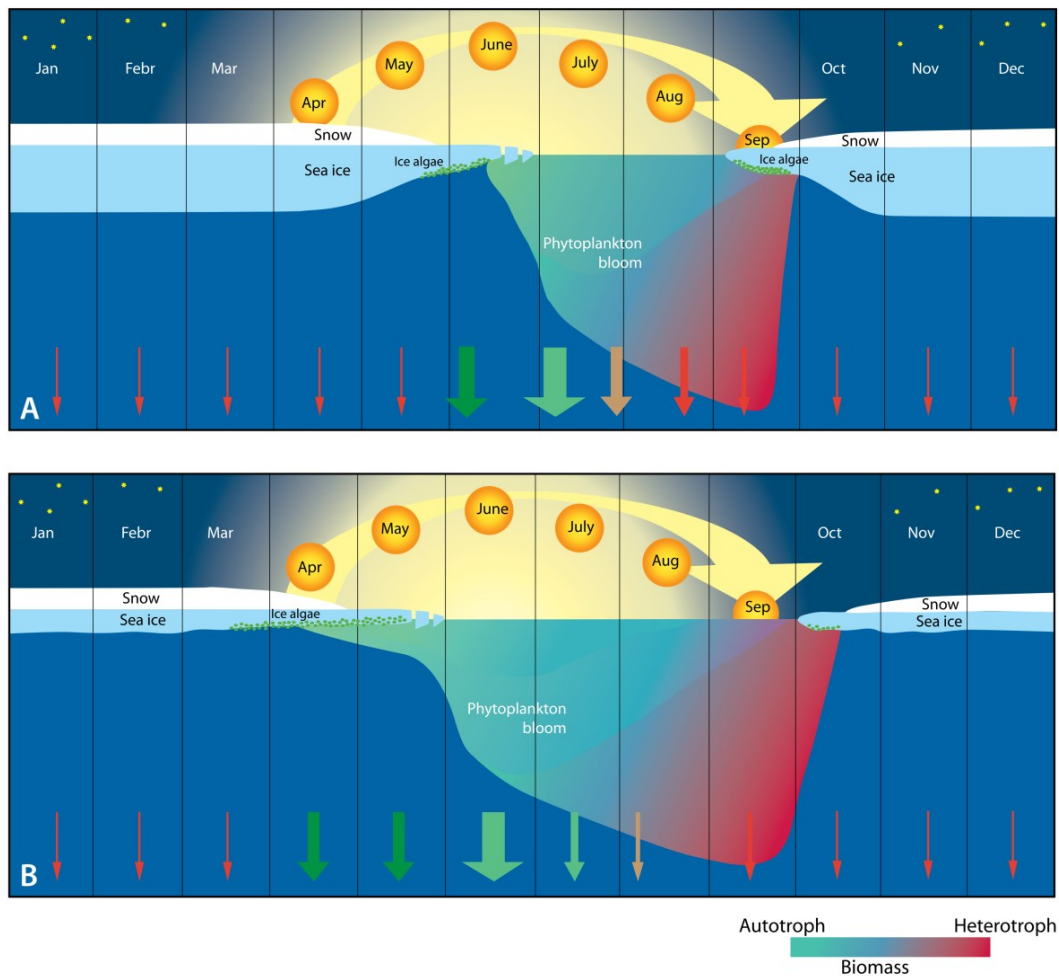 Jan
Febr
Mar
Apr
May
June
July
Aug
Sep
Oct
Nov
Dec
Snow
Sea ice
Ice algae
Phytoplankton
bloom
Ice algae
Snow
Sea ice
A
Jan
Febr
Mar
Apr
May
June
July
Aug
Sep
Oct
Nov
Dec
Snow
Sea ice
Ice algae
Phytoplankton
bloom
Snow
Sea ice
B
Autotroph
Heterotroph
Biomass